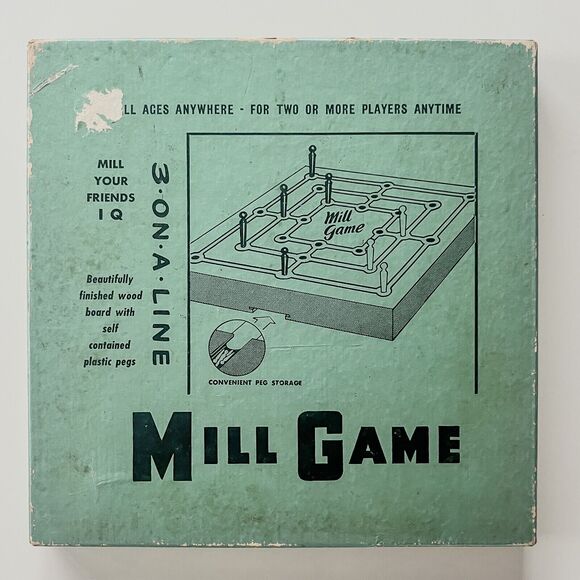 LL AGES ANYWHERE - FOR TWO OR MORE PLAYERS ANYTIME
MILL
YOUR
FRIENDS
I Q
3·ON·A·LINE
Beautifully
finished wood
board with
self
contained
plastic pegs
Mill
Game
CONVENIENT PEG STORAGE
MILL GAME